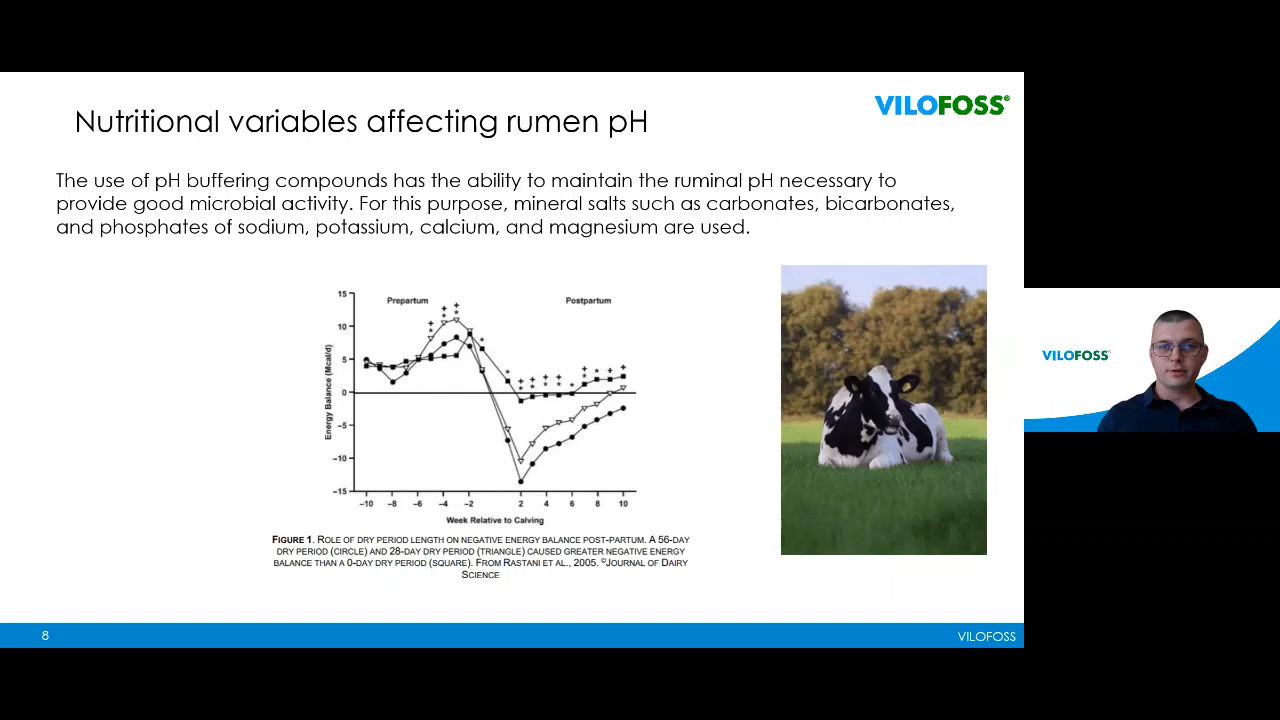 VILOFOSS®
Nutritional variables affecting rumen pH
The use of pH buffering compounds has the ability to maintain the ruminal pH necessary to
provide good microbial activity. For this purpose, mineral salts such as carbonates, bicarbonates,
and phosphates of sodium, potassium, calcium, and magnesium are used.
Prepartum
Postpartum
15
10
5
0
−5
−10
−15
Energy Balance (Mcal/d)
−10 −8 −6 −4 −2 2 4 6 8 10
Week Relative to Calving
FIGURE 1. ROLE OF DRY PERIOD LENGTH ON NEGATIVE ENERGY BALANCE POST-PARTUM. A 56-DAY
DRY PERIOD (CIRCLE) AND 28-DAY DRY PERIOD (TRIANGLE) CAUSED GREATER NEGATIVE ENERGY
BALANCE THAN A 0-DAY DRY PERIOD (SQUARE). FROM RASTANI ET AL., 2005. ©JOURNAL OF DAIRY
SCIENCE
VILOFOSS®
8
VILOFOSS